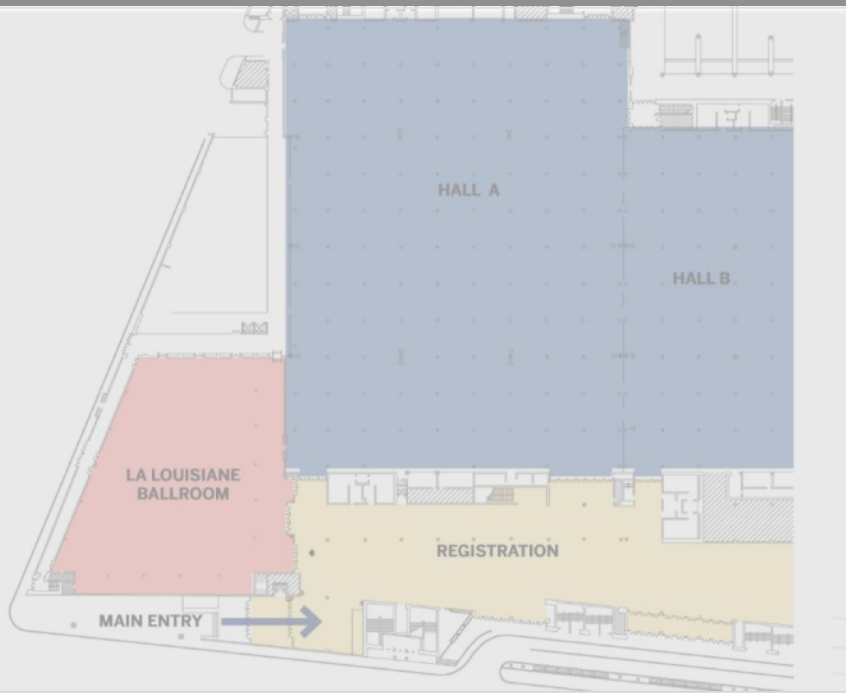 HALL A
HALL B
LA LOUISIANE
BALLROOM
REGISTRATION
MAIN ENTRY